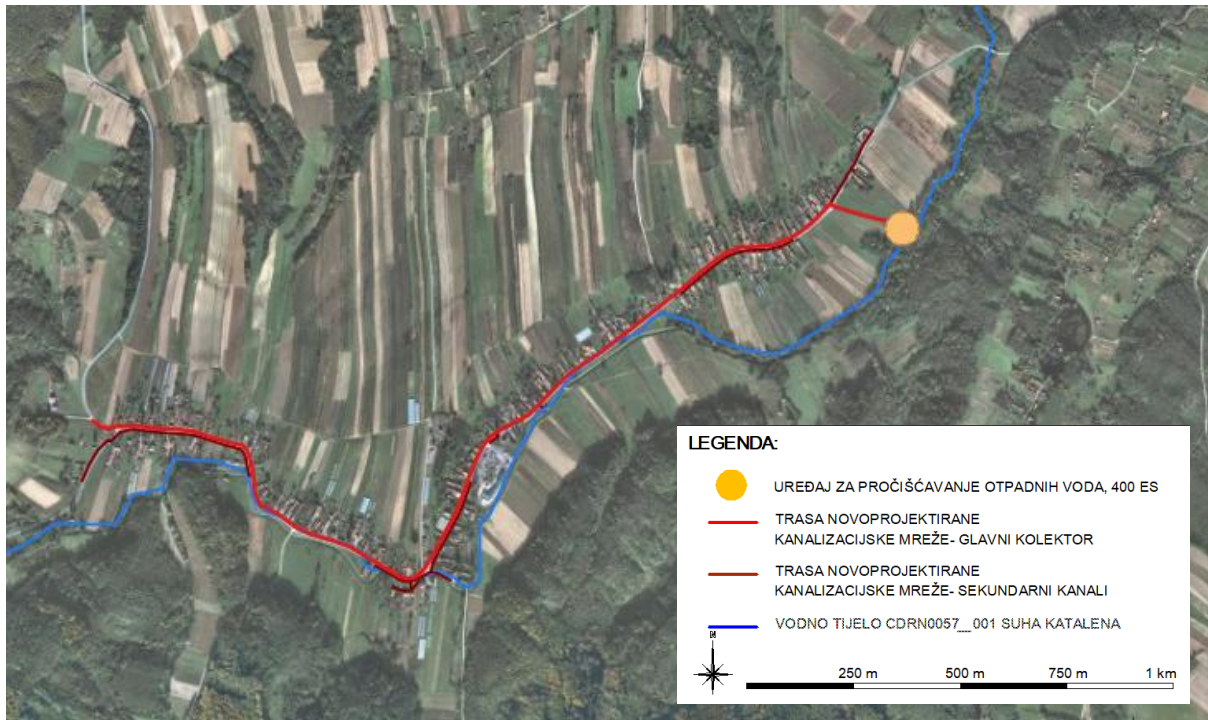 LEGENDA:
UREĐAJ ZA PROČIŠĆAVANJE OTPADNIH VODA, 400 ES
TRASA NOVOPROJEKTIRANE
KANALIZACIJSKE MREŽE- GLAVNI KOLEKTOR
TRASA NOVOPROJEKTIRANE
KANALIZACIJSKE MREŽE- SEKUNDARNI KANALI
VODNO TIJELO CDRN0057__001 SUHA KATALENA
N
250 m 500 m 750 m 1 km